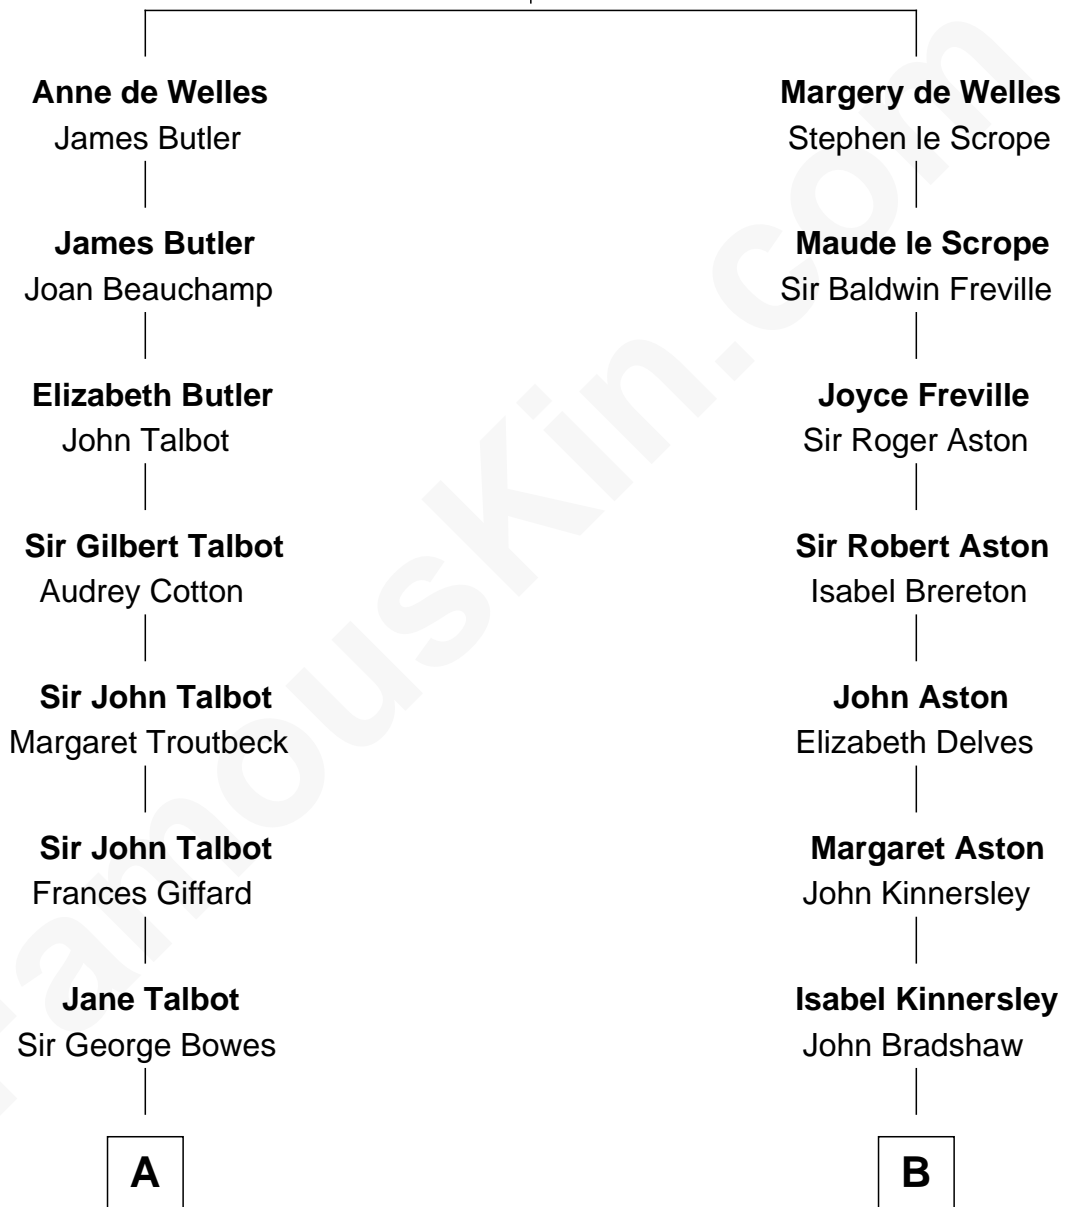 Anne de Welles
James Butler
James Butler
Joan Beauchamp
Elizabeth Butler
John Talbot
Sir Gilbert Talbot
Audrey Cotton
Sir John Talbot
Margaret Troutbeck
Sir John Talbot
Frances Giffard
Jane Talbot
Sir George Bowes
A
Margery de Welles
Stephen le Scrope
Maude le Scrope
Sir Baldwin Freville
Joyce Freville
Sir Roger Aston
Sir Robert Aston
Isabel Brereton
John Aston
Elizabeth Delves
Margaret Aston
John Kinnersley
Isabel Kinnersley
John Bradshaw
B
FamousKin.com